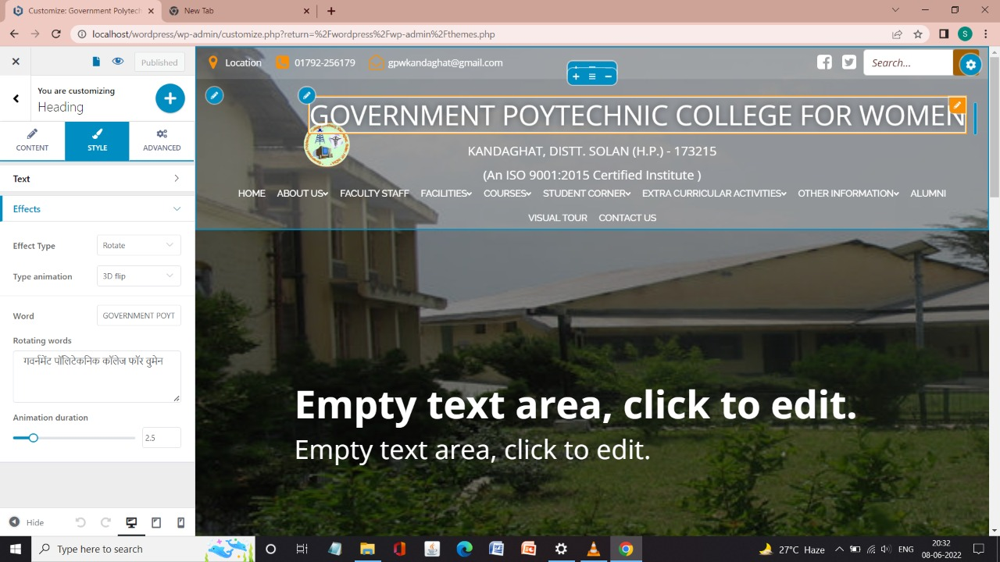 Customize: Polytech
New Tab
localhost/wordpress/wp-admin/customize.php?return=%2Fwordpress%2Fwp-admin%2Fthemes.php
S
Published
You are customizing
Heading
CONTENT
STYLE
ADVANCED
Text
Effects
Effect Type
Rotate
Type animation
3D flip
Word
GOVERNMENT POYT
Rotating words
गवर्नमेंट पॉलिटेकनिक कॉलेज फॉर वुमेन
Animation duration
2.5
Hide
Location
01792-256179
gpwkandaghat@gmail.com
Search...
GOVERNMENT POYTECHNIC COLLEGE FOR WOMEN
KANDAGHAT, DISTT. SOLAN (H.P.) - 173215
(An ISO 9001:2015 Certified Institute )
HOME ABOUT US FACULTY STAFF FACILITIES COURSES STUDENT CORNER EXTRA CURRICULAR ACTIVITIES OTHER INFORMATION ALUMNI
VISUAL TOUR CONTACT US
Empty text area, click to edit.
Empty text area, click to edit.
Type here to search
27°C Haze
ENG
20:32
08-06-2022